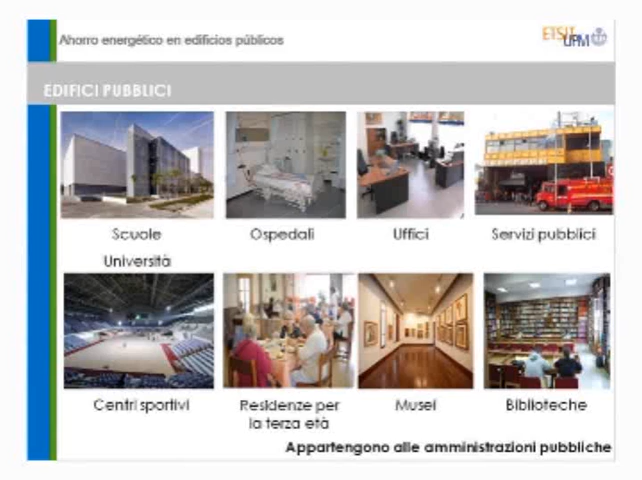 Ahorro energético en edificios públicos
ETSIT UPM
EDIFICI PUBBLICI
Scuole
Università
Ospedali
Uffici
Servizi pubblici
Centri sportivi
Residenze per
la terza età
Musei
Biblioteche
Appartengono alle amministrazioni pubbliche